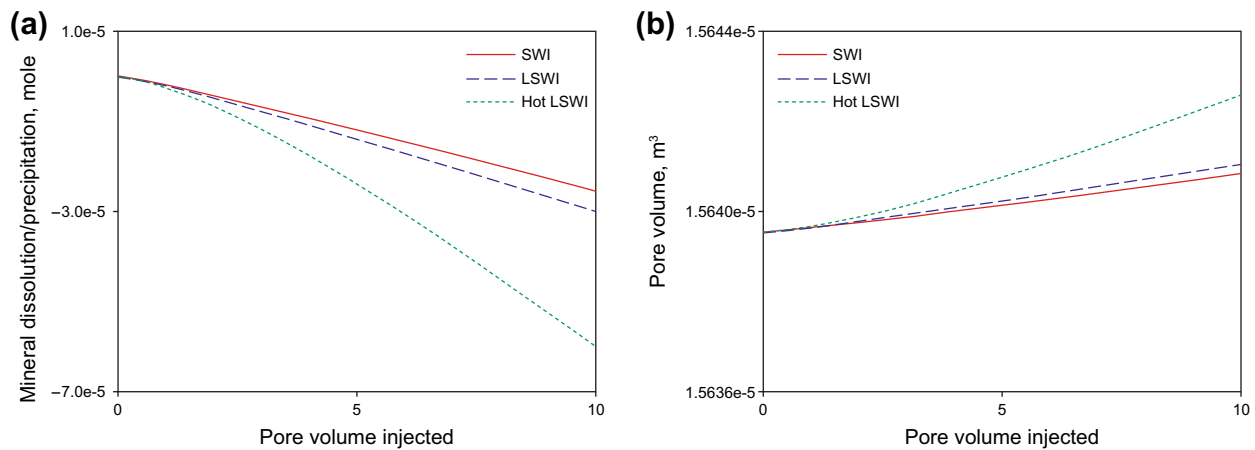 (a)
1.0e-5
−3.0e-5
−7.0e-5
Mineral dissolution/precipitation, mole
SWI
LSWI
Hot LSWI
0
5
10
Pore volume injected
(b)
1.5644e-5
1.5640e-5
1.5636e-5
Pore volume, m³
SWI
LSWI
Hot LSWI
0
5
10
Pore volume injected